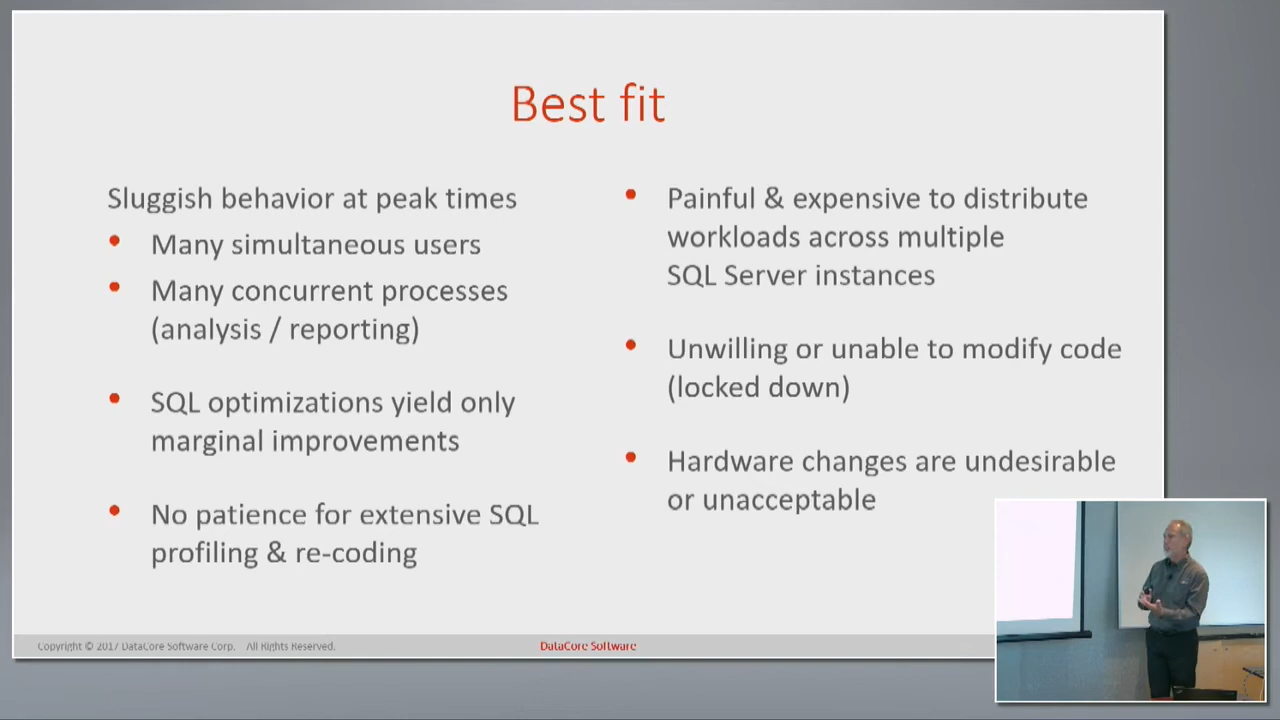 Best fit
Sluggish behavior at peak times
• Many simultaneous users
• Many concurrent processes
(analysis / reporting)
• SQL optimizations yield only
marginal improvements
• No patience for extensive SQL
profiling & re-coding
• Painful & expensive to distribute
workloads across multiple
SQL Server instances
• Unwilling or unable to modify code
(locked down)
• Hardware changes are undesirable
or unacceptable
Copyright © 2017 DataCore Software Corp. All Rights Reserved.
DataCore Software